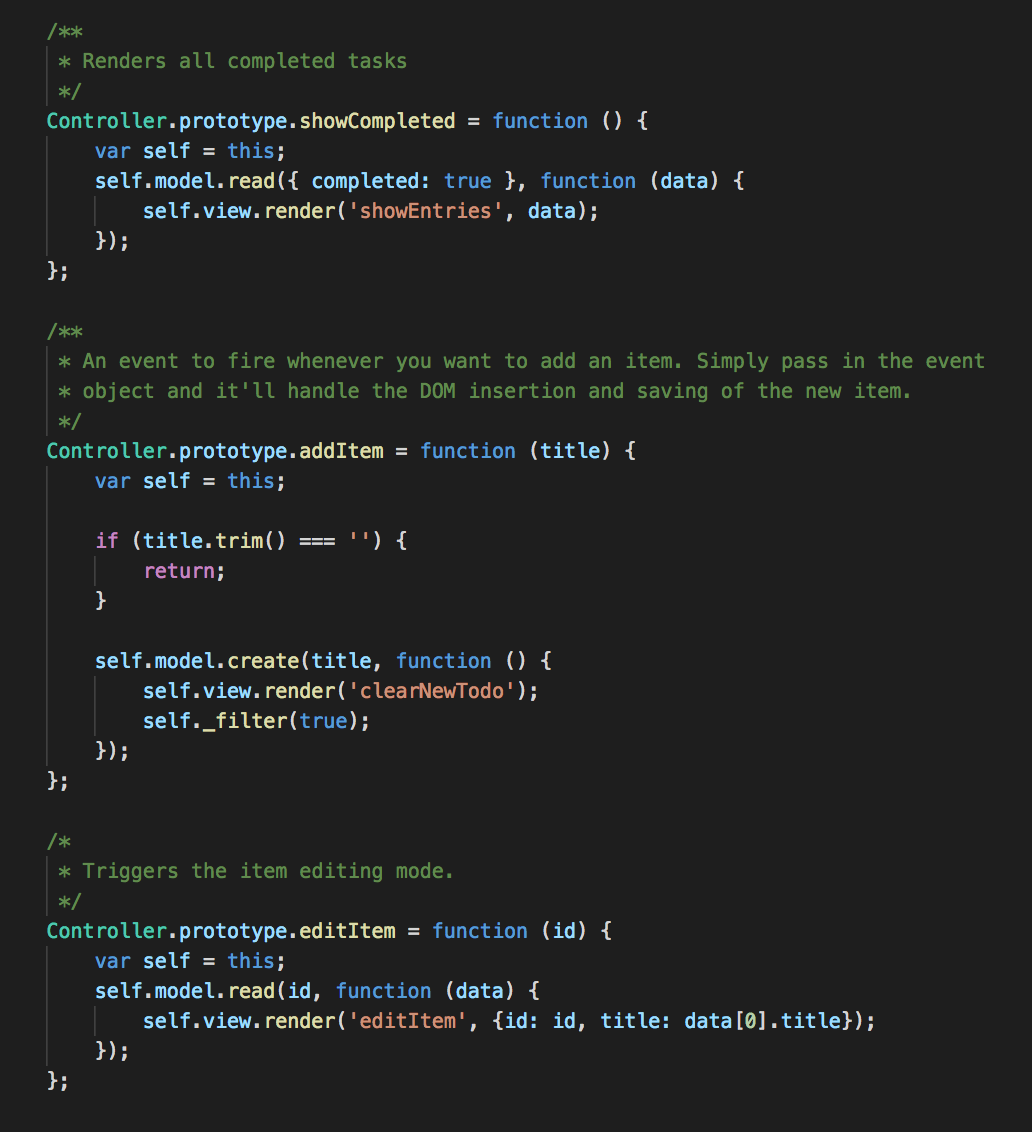 /**
 * Renders all completed tasks
 */
Controller.prototype.showCompleted = function () {
    var self = this;
    self.model.read({ completed: true }, function (data) {
        self.view.render('showEntries', data);
    });
};

/**
 * An event to fire whenever you want to add an item. Simply pass in the event
 * object and it'll handle the DOM insertion and saving of the new item.
 */
Controller.prototype.addItem = function (title) {
    var self = this;

    if (title.trim() === '') {
        return;
    }

    self.model.create(title, function () {
        self.view.render('clearNewTodo');
        self._filter(true);
    });
};

/*
 * Triggers the item editing mode.
 */
Controller.prototype.editItem = function (id) {
    var self = this;
    self.model.read(id, function (data) {
        self.view.render('editItem', {id: id, title: data[0].title});
    });
};